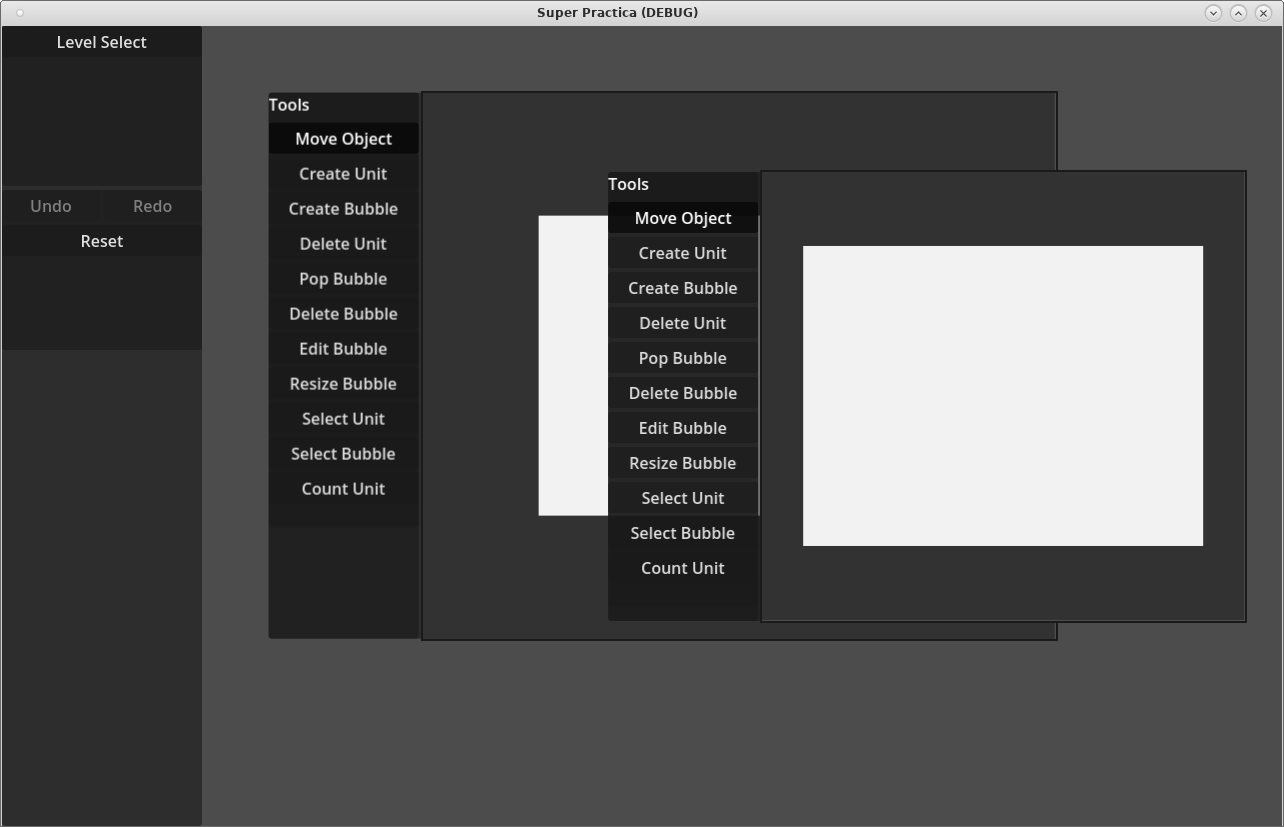 Super Practica (DEBUG)
Level Select
Undo Redo
Reset
Tools
Move Object
Create Unit
Create Bubble
Delete Unit
Pop Bubble
Delete Bubble
Edit Bubble
Resize Bubble
Select Unit
Select Bubble
Count Unit
Tools
Move Object
Create Unit
Create Bubble
Delete Unit
Pop Bubble
Delete Bubble
Edit Bubble
Resize Bubble
Select Unit
Select Bubble
Count Unit